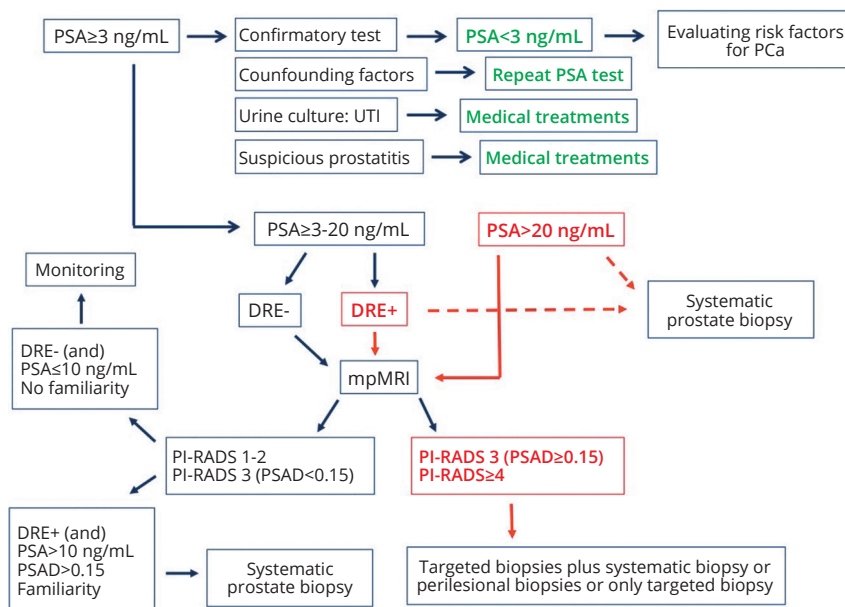 PSA≥3 ng/mL
Confirmatory test
PSA<3 ng/mL
Evaluating risk factors
for PCa
Counfounding factors
Repeat PSA test
Urine culture: UTI
Medical treatments
Suspicious prostatitis
Medical treatments
PSA≥3-20 ng/mL
PSA>20 ng/mL
Monitoring
DRE-
DRE+
Systematic
prostate biopsy
DRE- (and)
PSA≤10 ng/mL
No familiarity
mpMRI
PI-RADS 1-2
PI-RADS 3 (PSAD<0.15)
PI-RADS 3 (PSAD≥0.15)
PI-RADS≥4
DRE+ (and)
PSA>10 ng/mL
PSAD>0.15
Familiarity
Systematic
prostate biopsy
Targeted biopsies plus systematic biopsy or
perilesional biopsies or only targeted biopsy